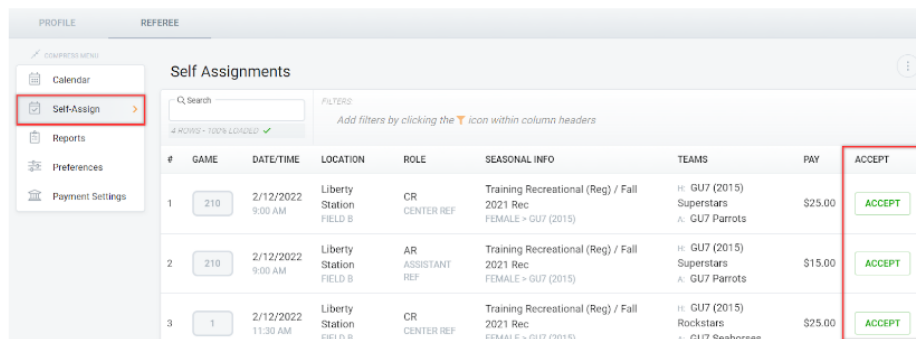 PROFILE REFEREE
COMPRESS MENU
Calendar
Self-Assign
Reports
Preferences
Payment Settings
Self Assignments
Search
4 ROWS • 100% LOADED
FILTERS:
Add filters by clicking the icon within column headers
# GAME DATE/TIME LOCATION ROLE SEASONAL INFO TEAMS PAY ACCEPT
1 210 2/12/2022 9:00 AM Liberty Station FIELD B CR CENTER REF Training Recreational (Reg) / Fall 2021 Rec FEMALE > GU7 (2015) H: GU7 (2015) Superstars A: GU7 Parrots $25.00 ACCEPT
2 210 2/12/2022 9:00 AM Liberty Station FIELD B AR ASSISTANT REF Training Recreational (Reg) / Fall 2021 Rec FEMALE > GU7 (2015) H: GU7 (2015) Superstars A: GU7 Parrots $15.00 ACCEPT
3 1 2/12/2022 11:30 AM Liberty Station FIELD B CR CENTER REF Training Recreational (Reg) / Fall 2021 Rec FEMALE > GU7 (2015) H: GU7 (2015) Rockstars A: GU7 Seahorses $25.00 ACCEPT